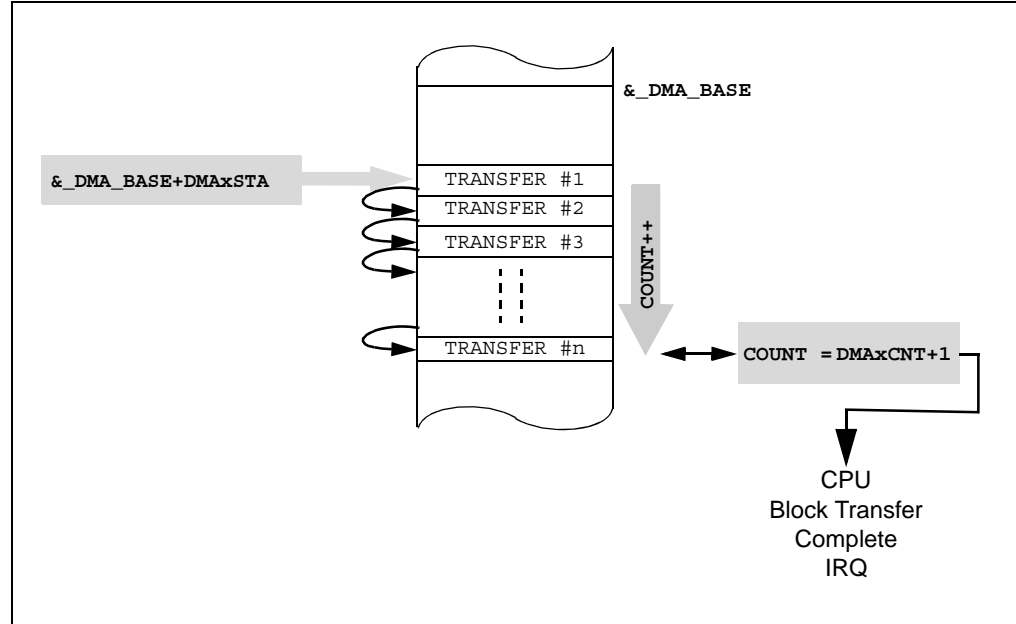 &_DMA_BASE
&_DMA_BASE+DMAxSTA
TRANSFER #1
TRANSFER #2
TRANSFER #3
COUNT++
TRANSFER #n
COUNT = DMAxCNT+1
CPU
Block Transfer
Complete
IRQ